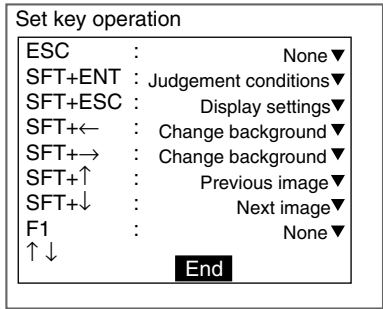 Set key operation
ESC : None▼
SFT+ENT : Judgement conditions▼
SFT+ESC : Display settings▼
SFT+← : Change background▼
SFT+→ : Change background▼
SFT+↑ : Previous image▼
SFT+↓ : Next image▼
F1 : None▼
↑↓
End